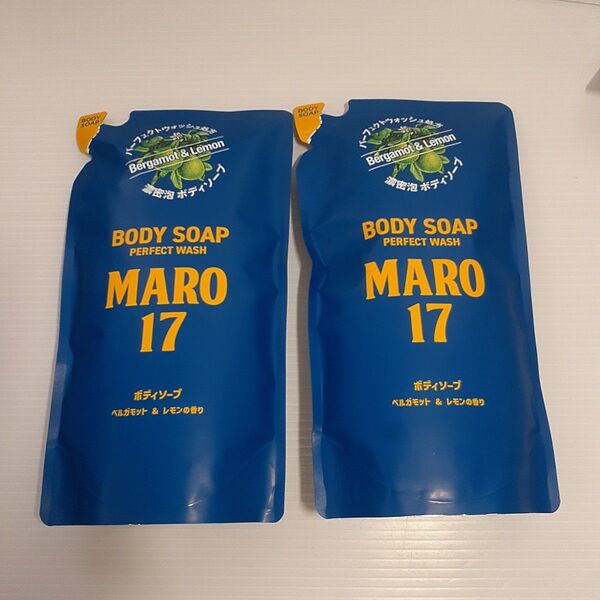 BODY
SOAP
パーフェクトウォッシュ処方
Bergamot & Lemon
濃密泡 ボディソープ
BODY SOAP
PERFECT WASH
MARO
17
ボディソープ
ベルガモット & レモンの香り
BODY
SOAP
パーフェクトウォッシュ処方
Bergamot & Lemon
濃密泡 ボディソープ
BODY SOAP
PERFECT WASH
MARO
17
ボディソープ
ベルガモット & レモンの香り